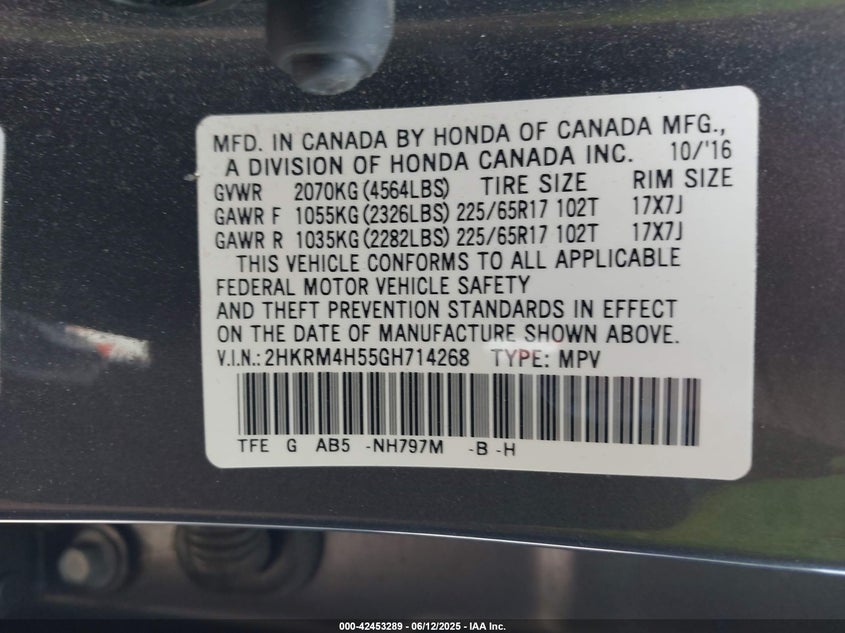 MFD. IN CANADA BY HONDA OF CANADA MFG.,
A DIVISION OF HONDA CANADA INC. 10/'16
GVWR 2070KG (4564LBS) TIRE SIZE RIM SIZE
GAWR F 1055KG (2326LBS) 225/65R17 102T 17X7J
GAWR R 1035KG (2282LBS) 225/65R17 102T 17X7J
THIS VEHICLE CONFORMS TO ALL APPLICABLE
FEDERAL MOTOR VEHICLE SAFETY
AND THEFT PREVENTION STANDARDS IN EFFECT
ON THE DATE OF MANUFACTURE SHOWN ABOVE.
V.I.N.: 2HKRM4H55GH714268 TYPE: MPV
TFE G AB5 -NH797M -B -H
000-42453289 - 06/12/2025 - IAA Inc.